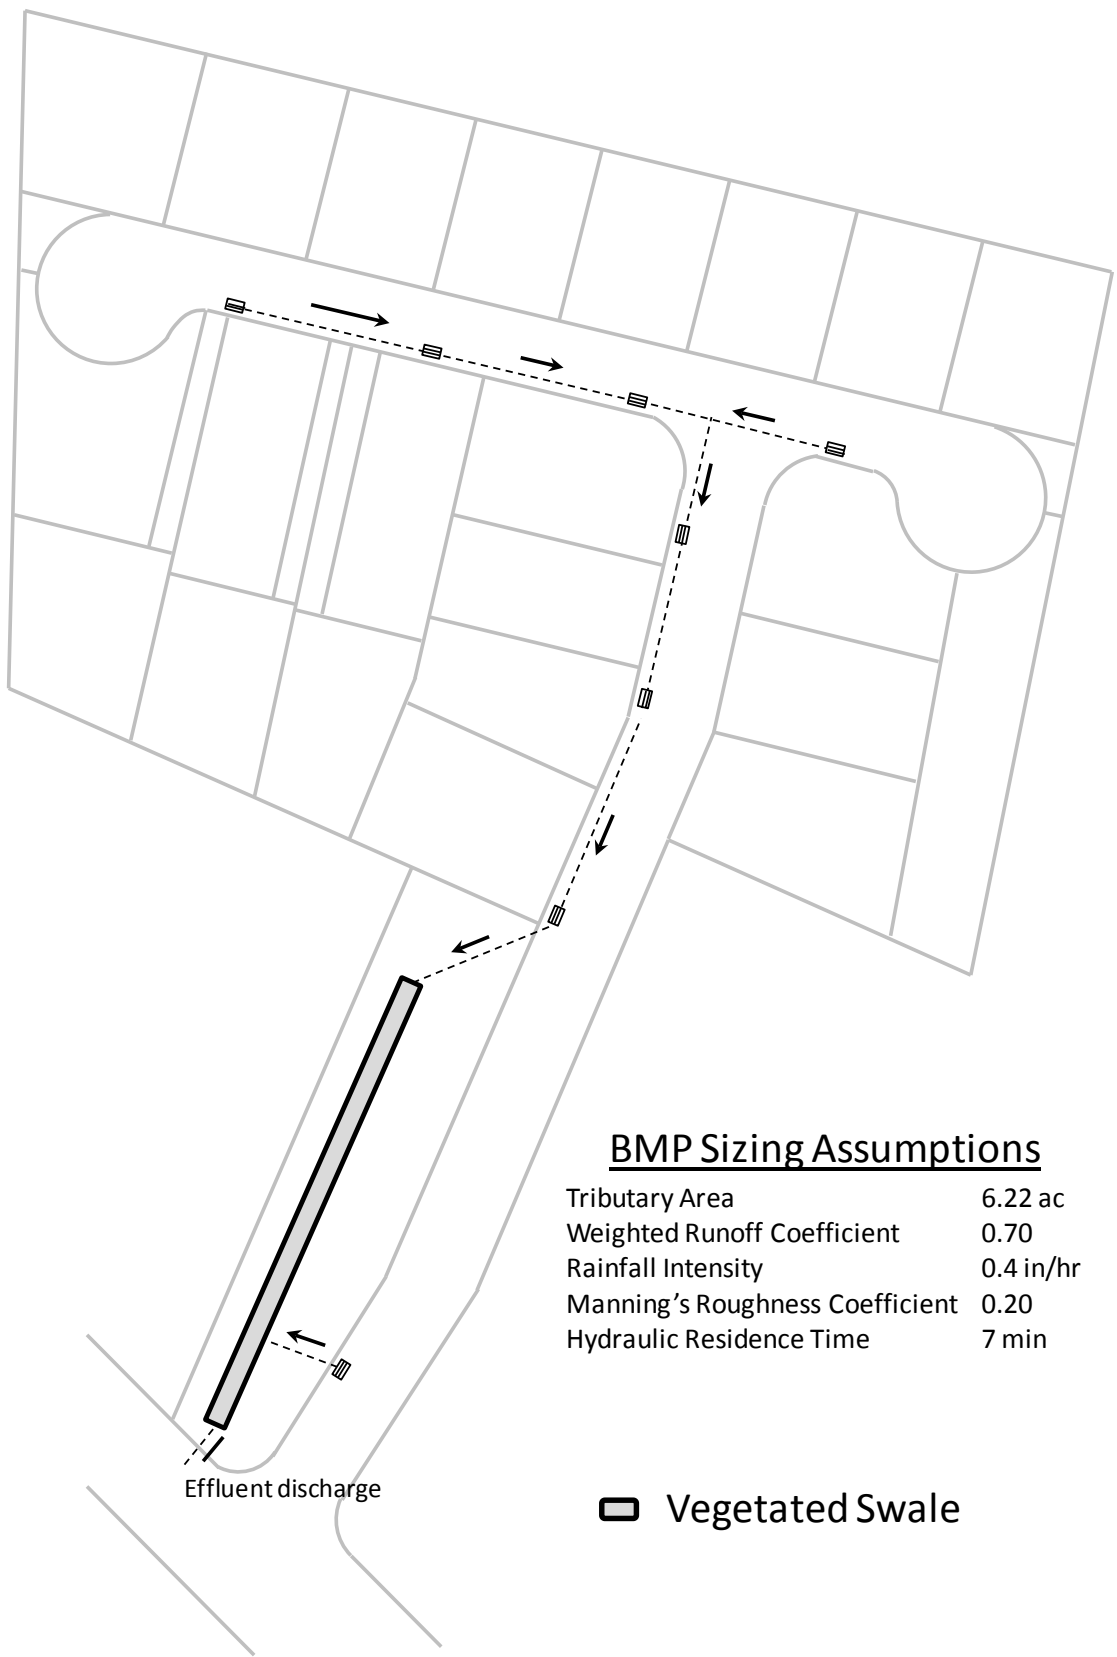 BMP Sizing Assumptions
Tributary Area 6.22 ac
Weighted Runoff Coefficient 0.70
Rainfall Intensity 0.4 in/hr
Manning’s Roughness Coefficient 0.20
Hydraulic Residence Time 7 min
Effluent discharge
Vegetated Swale